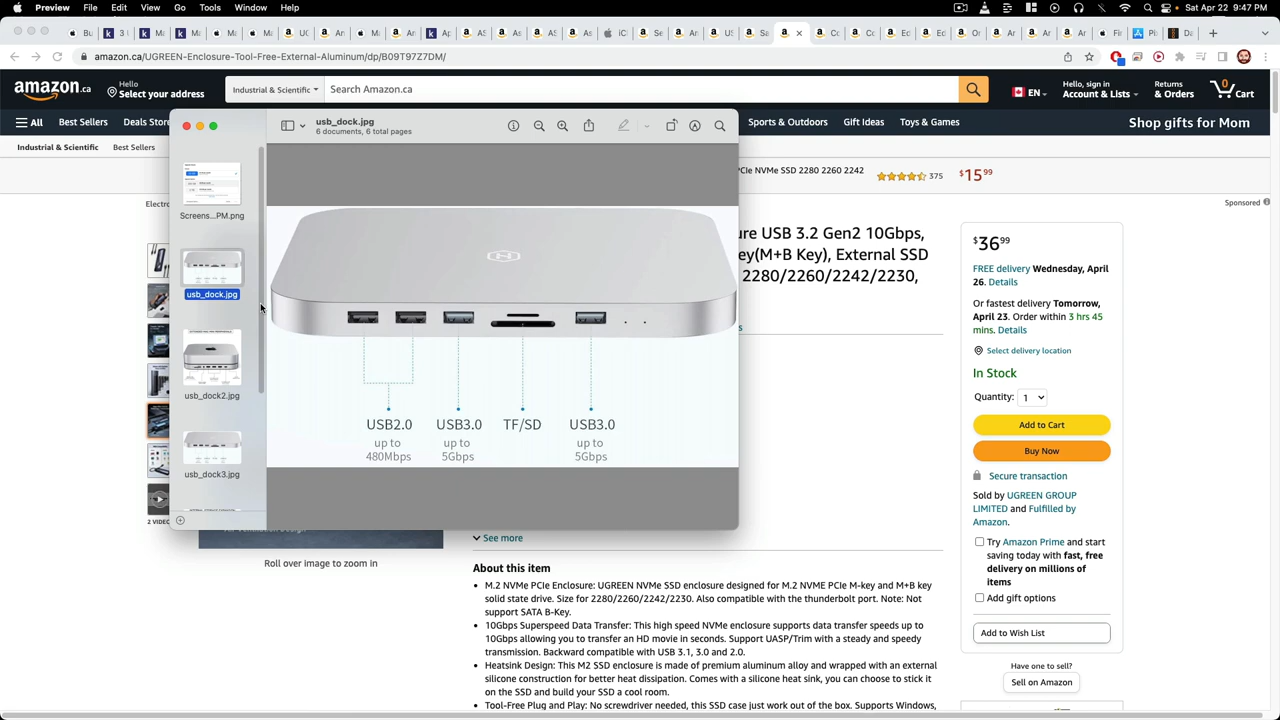 Preview File Edit View Go Tools Window Help
Sat Apr 22 9:47 PM
amazon.ca/UGREEN-Enclosure-Tool-Free-External-Aluminum/dp/B09T97Z7DM/
amazon.ca
Hello
Select your address
Industrial & Scientific
Search Amazon.ca
EN
Hello, sign in
Account & Lists
Returns
& Orders
0
Cart
All
Best Sellers
Deals Store
Sports & Outdoors
Gift Ideas
Toys & Games
Shop gifts for Mom
Industrial & Scientific
Best Sellers
usb_dock.jpg
6 documents, 6 total pages
PCIe NVMe SSD 2280 2260 2242
375
$15.99
Sponsored
Electro
Screens...PM.png
usb_dock.jpg
usb_dock2.jpg
usb_dock3.jpg
USB2.0
up to
480Mbps
USB3.0
up to
5Gbps
TF/SD
USB3.0
up to
5Gbps
ure USB 3.2 Gen2 10Gbps,
ey(M+B Key), External SSD
2280/2260/2242/2230,
s
2 VIDEO
Roll over image to zoom in
See more
About this item
M.2 NVMe PCIe Enclosure: UGREEN NVMe SSD enclosure designed for M.2 NVME PCIe M-key and M+B key
solid state drive. Size for 2280/2260/2242/2230. Also compatible with the thunderbolt port. Note: Not
support SATA B-Key.
10Gbps Superspeed Data Transfer: This high speed NVMe enclosure supports data transfer speeds up to
10Gbps allowing you to transfer an HD movie in seconds. Support UASP/Trim with a steady and speedy
transmission. Backward compatible with USB 3.1, 3.0 and 2.0.
Heatsink Design: This M2 SSD enclosure is made of premium aluminum alloy and wrapped with an external
silicone construction for better heat dissipation. Comes with a silicone heat sink, you can choose to stick it
on the SSD and build your SSD a cool room.
Tool-Free Plug and Play: No screwdriver needed, this SSD case just work out of the box. Supports Windows,
$36.99
FREE delivery Wednesday, April
26. Details
Or fastest delivery Tomorrow,
April 23. Order within 3 hrs 45
mins. Details
Select delivery location
In Stock
Quantity: 1
Add to Cart
Buy Now
Secure transaction
Sold by UGREEN GROUP
LIMITED and Fulfilled by
Amazon.
Try Amazon Prime and start
saving today with fast, free
delivery on millions of
items
Add gift options
Add to Wish List
Have one to sell?
Sell on Amazon